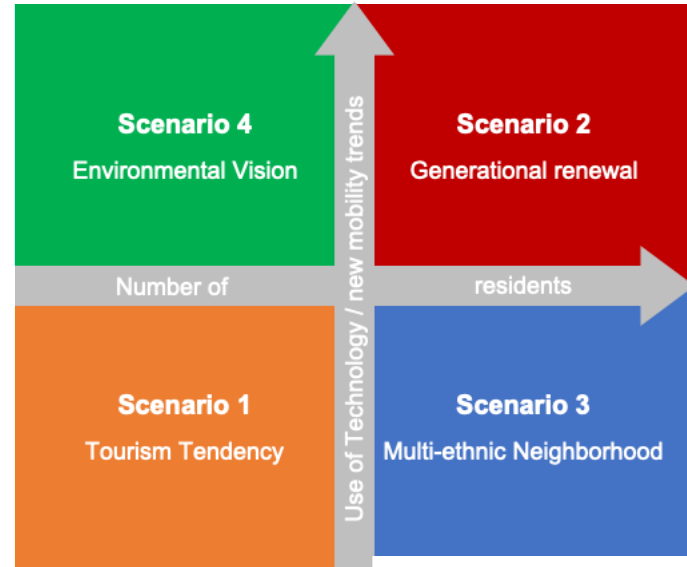 Scenario 4
Environmental Vision
Scenario 2
Generational renewal
Use of Technology / new mobility trends
Number of
residents
Scenario 1
Tourism Tendency
Scenario 3
Multi-ethnic Neighborhood